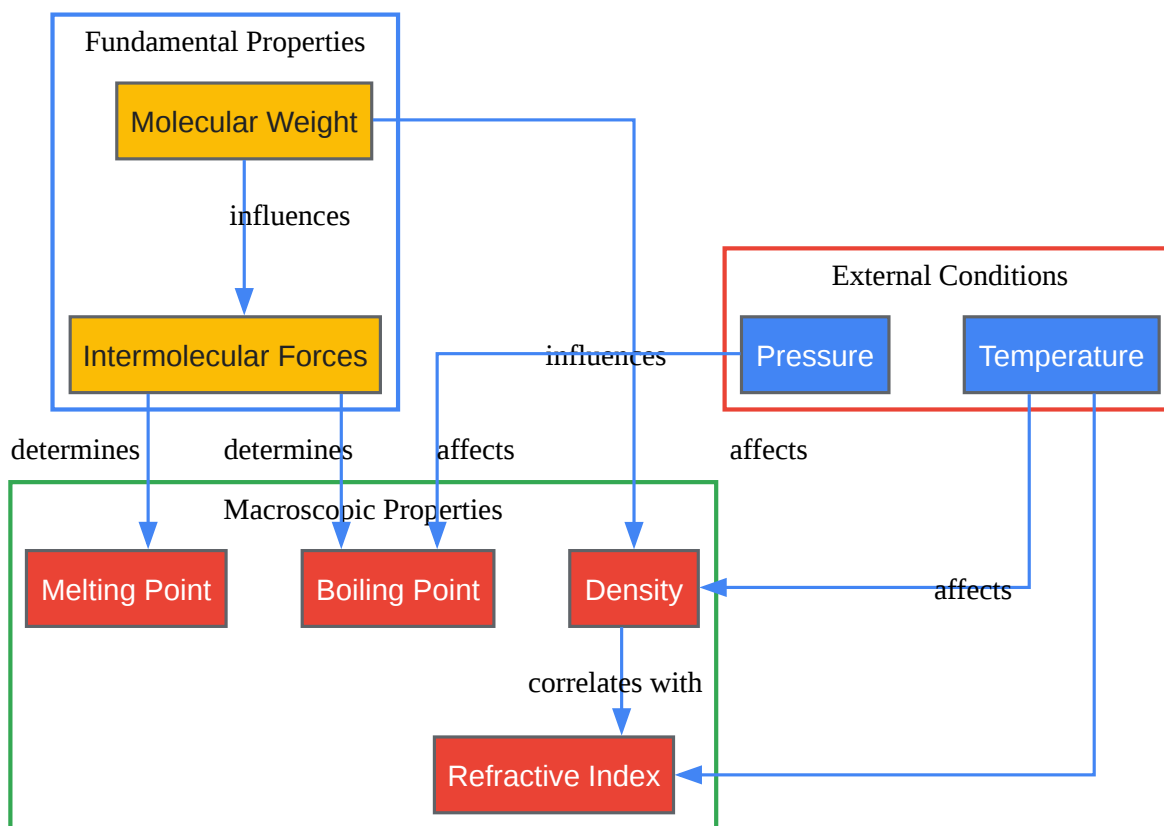 Fundamental Properties
Molecular Weight
influences
External Conditions
Intermolecular Forces
influences
Pressure
Temperature
determines
determines
affects
affects
Macroscopic Properties
Melting Point
Boiling Point
Density
affects
correlates with
Refractive Index